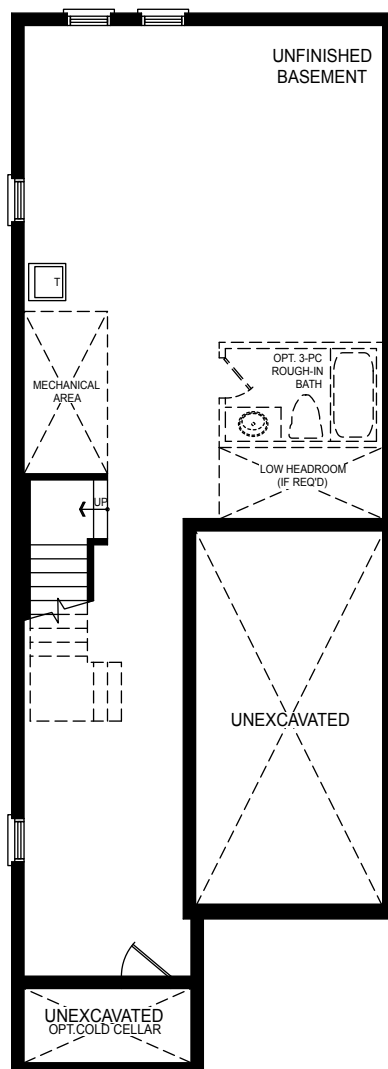 UNFINISHED
BASEMENT
T
OPT. 3-PC
ROUGH-IN
BATH
MECHANICAL
AREA
LOW HEADROOM
(IF REQ'D)
UP
UNEXCAVATED
UNEXCAVATED
OPT.COLD CELLAR